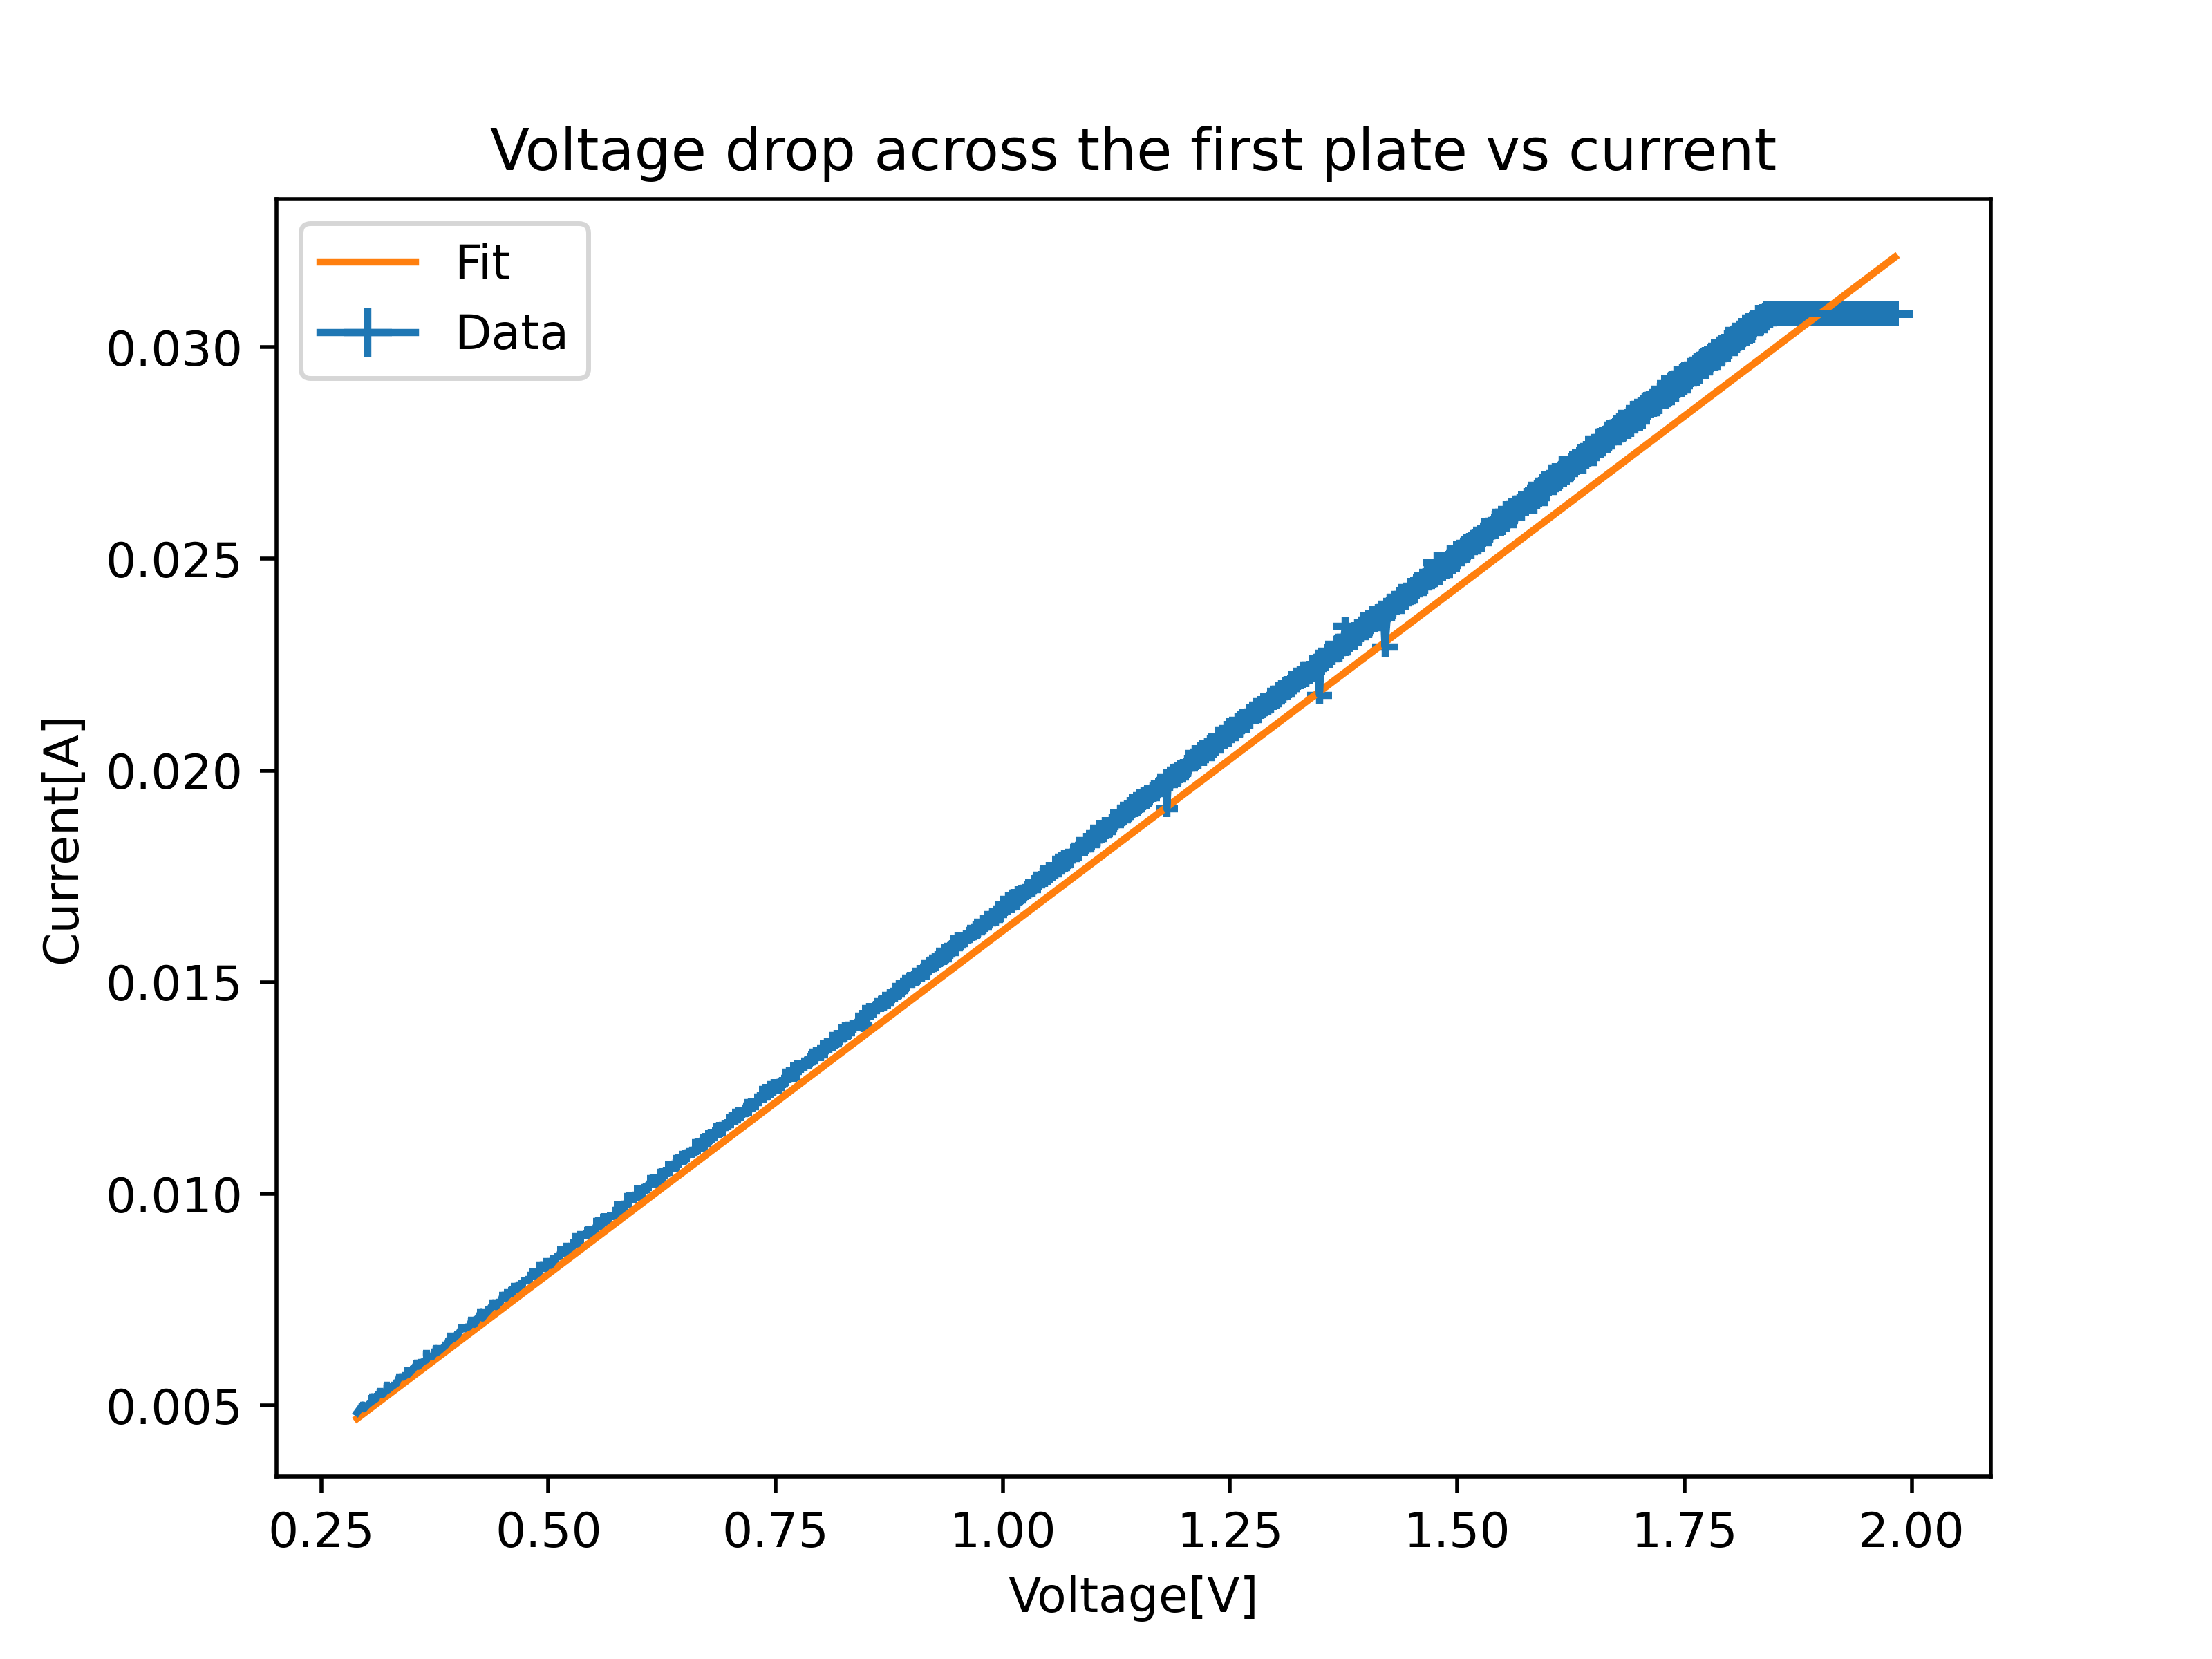 Voltage drop across the first plate vs current
Fit
Data
0.030
0.025
0.020
0.015
0.010
0.005
Current[A]
0.25 0.50 0.75 1.00 1.25 1.50 1.75 2.00
Voltage[V]